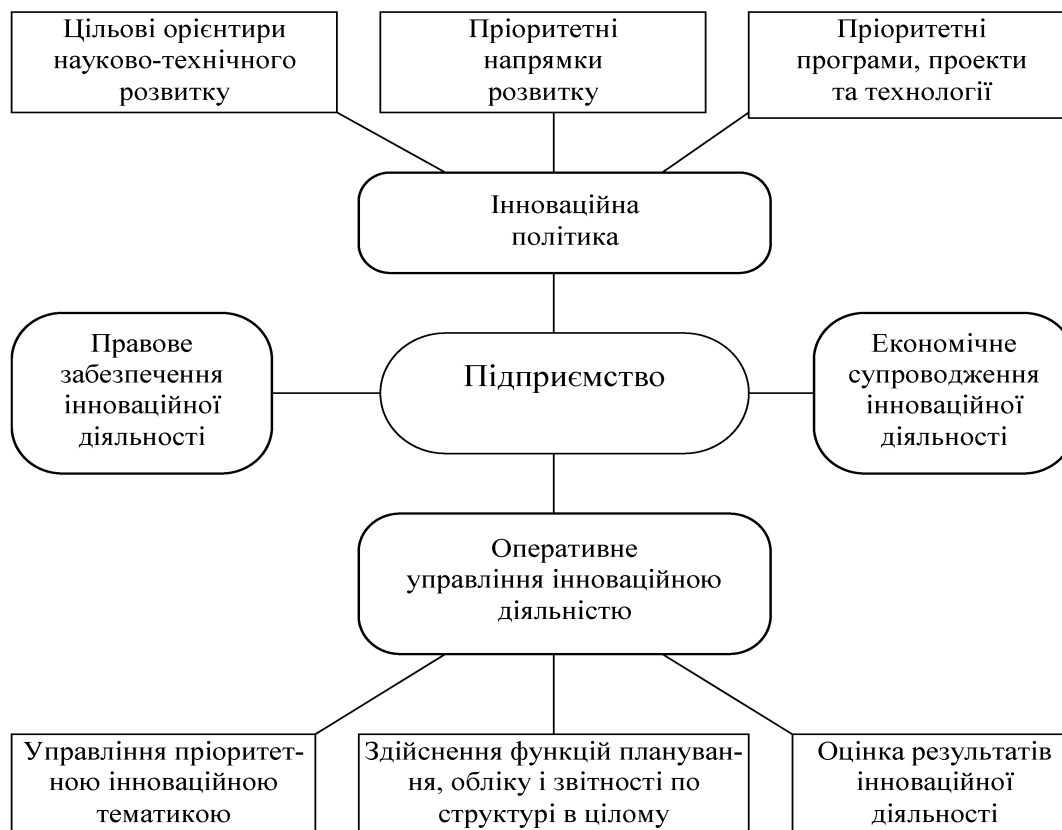 Цільові орієнтири
науково-технічного
розвитку
Пріоритетні
напрямки
розвитку
Пріоритетні
програми, проекти
та технології
Інноваційна
політика
Правове
забезпечення
інноваційної
діяльності
Підприємство
Економічне
супроводження
інноваційної
діяльності
Оперативне
управління інноваційною
діяльністю
Управління пріоритет-
ною інноваційною
тематикою
Здійснення функцій плануван-
ня, обліку і звітності по
структурі в цілому
Оцінка результатів
інноваційної
діяльності